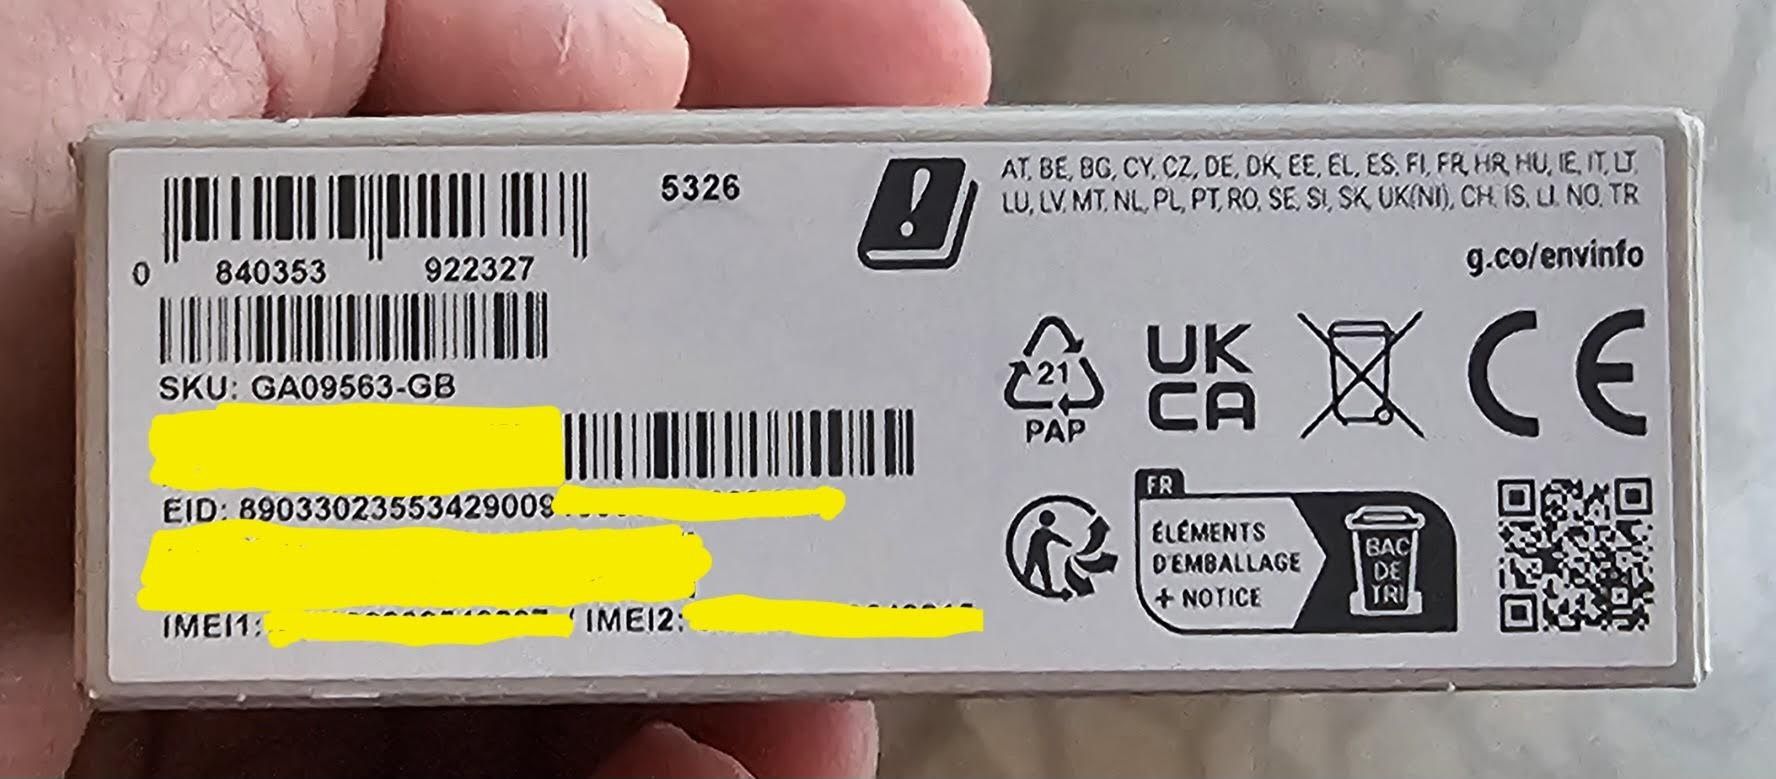 0 840353 922327
5326
SKU: GA09563-GB
EID: 89033023553429009
IMEI1: / IMEI2:
AT, BE, BG, CY, CZ, DE, DK, EE, EL, ES, FI, FR, HR, HU, IE, IT, LT,
LU, LV, MT, NL, PL, PT, RO, SE, SI, SK, UK(NI), CH, IS, LI, NO, TR
g.co/envinfo
21
PAP
UK
CA
CE
FR
ÉLÉMENTS
D'EMBALLAGE
+ NOTICE
BAC
DE
TRI